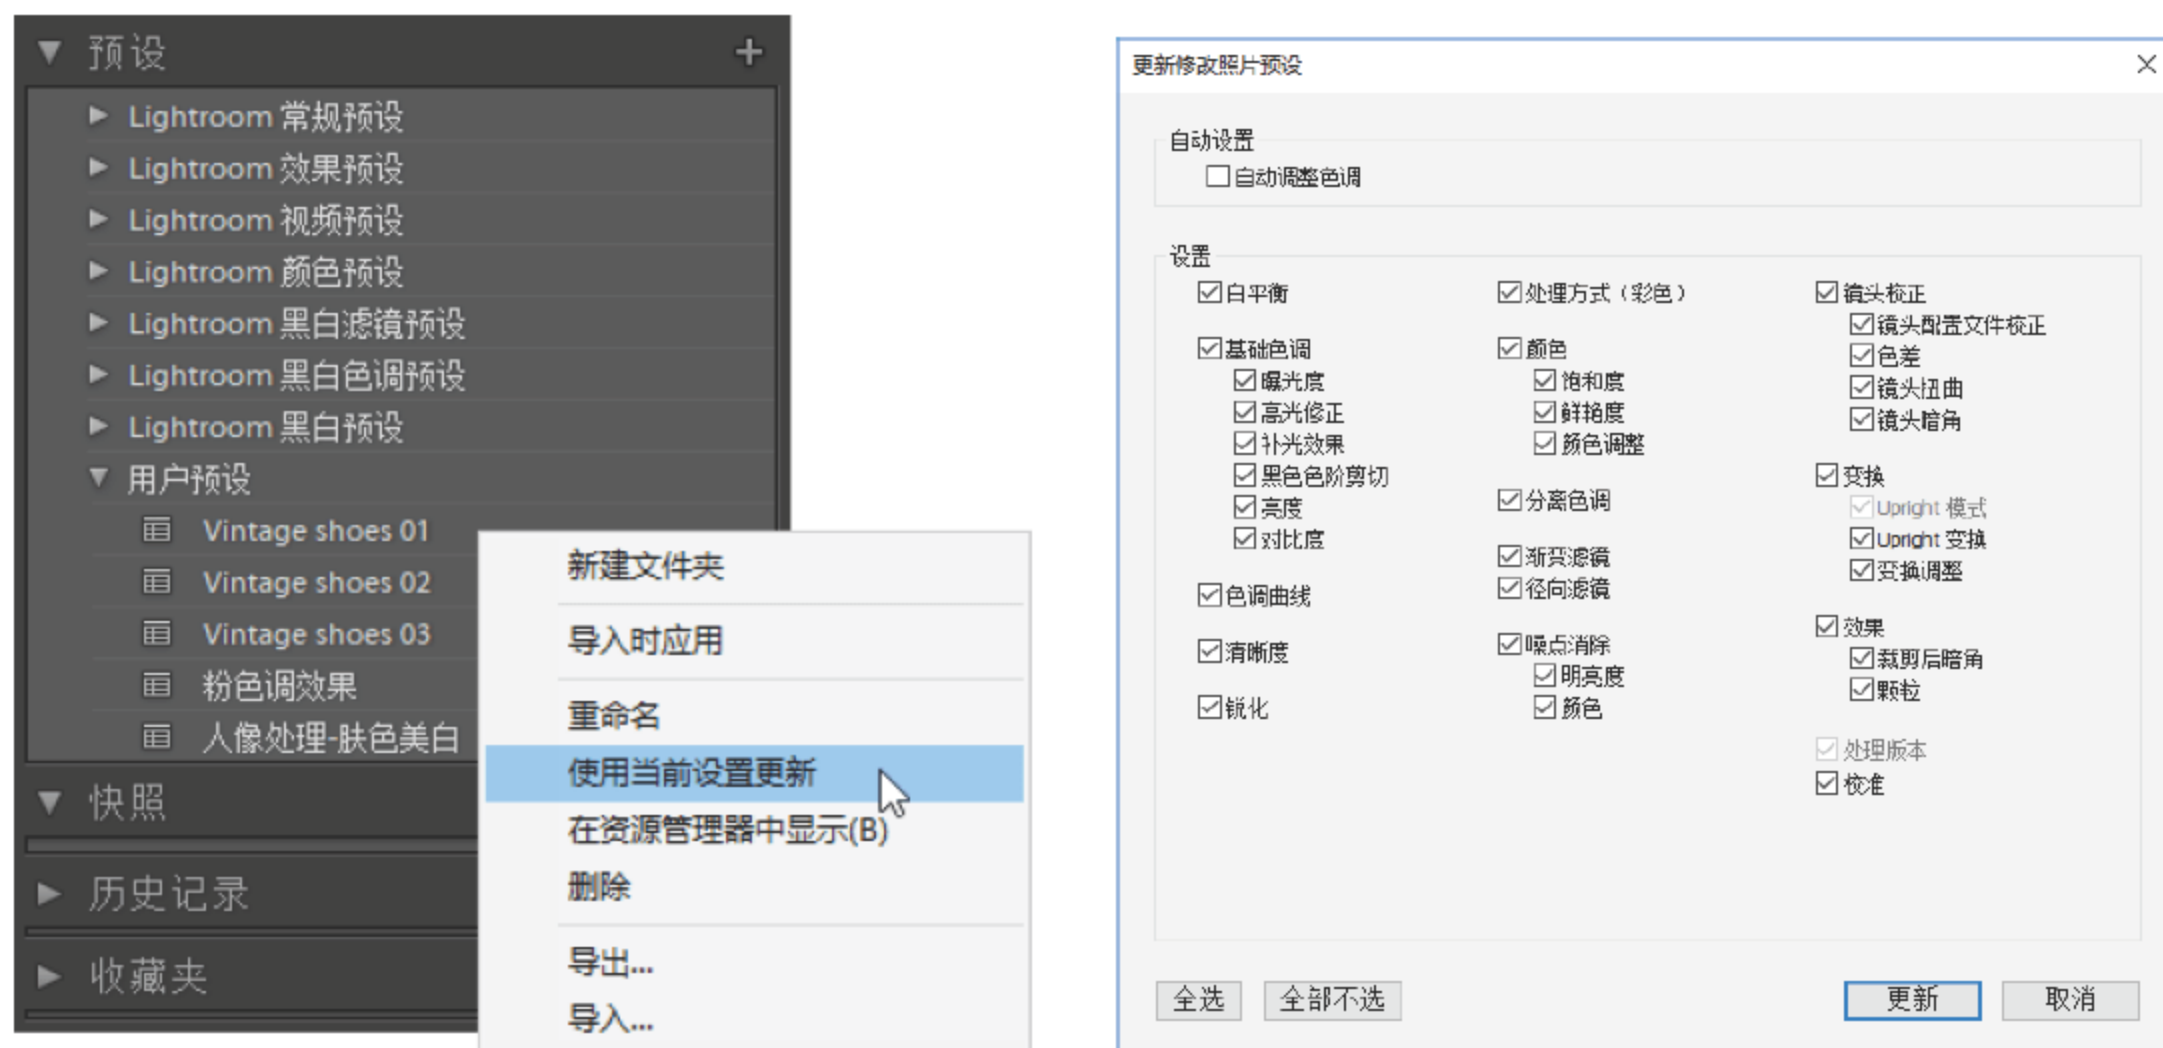 预设
Lightroom 常规预设
Lightroom 效果预设
Lightroom 视频预设
Lightroom 颜色预设
Lightroom 黑白滤镜预设
Lightroom 黑白色调预设
Lightroom 黑白预设
用户预设
Vintage shoes 01
Vintage shoes 02
Vintage shoes 03
粉色调效果
人像处理-肤色美白
快照
历史记录
收藏夹
新建文件夹
导入时应用
重命名
使用当前设置更新
在资源管理器中显示(B)
删除
导出...
导入...
更新修改照片预设
自动设置
自动调整色调
设置
白平衡
基础色调
曝光度
高光修正
补光效果
黑色色阶剪切
亮度
对比度
色调曲线
清晰度
锐化
处理方式（彩色）
颜色
饱和度
鲜艳度
颜色调整
分离色调
渐变滤镜
径向滤镜
噪点消除
明亮度
颜色
镜头校正
镜头配置文件校正
色差
镜头扭曲
镜头暗角
变换
Upright 模式
Upright 变换
变换调整
效果
裁剪后暗角
颗粒
处理版本
校准
全选
全部不选
更新
取消